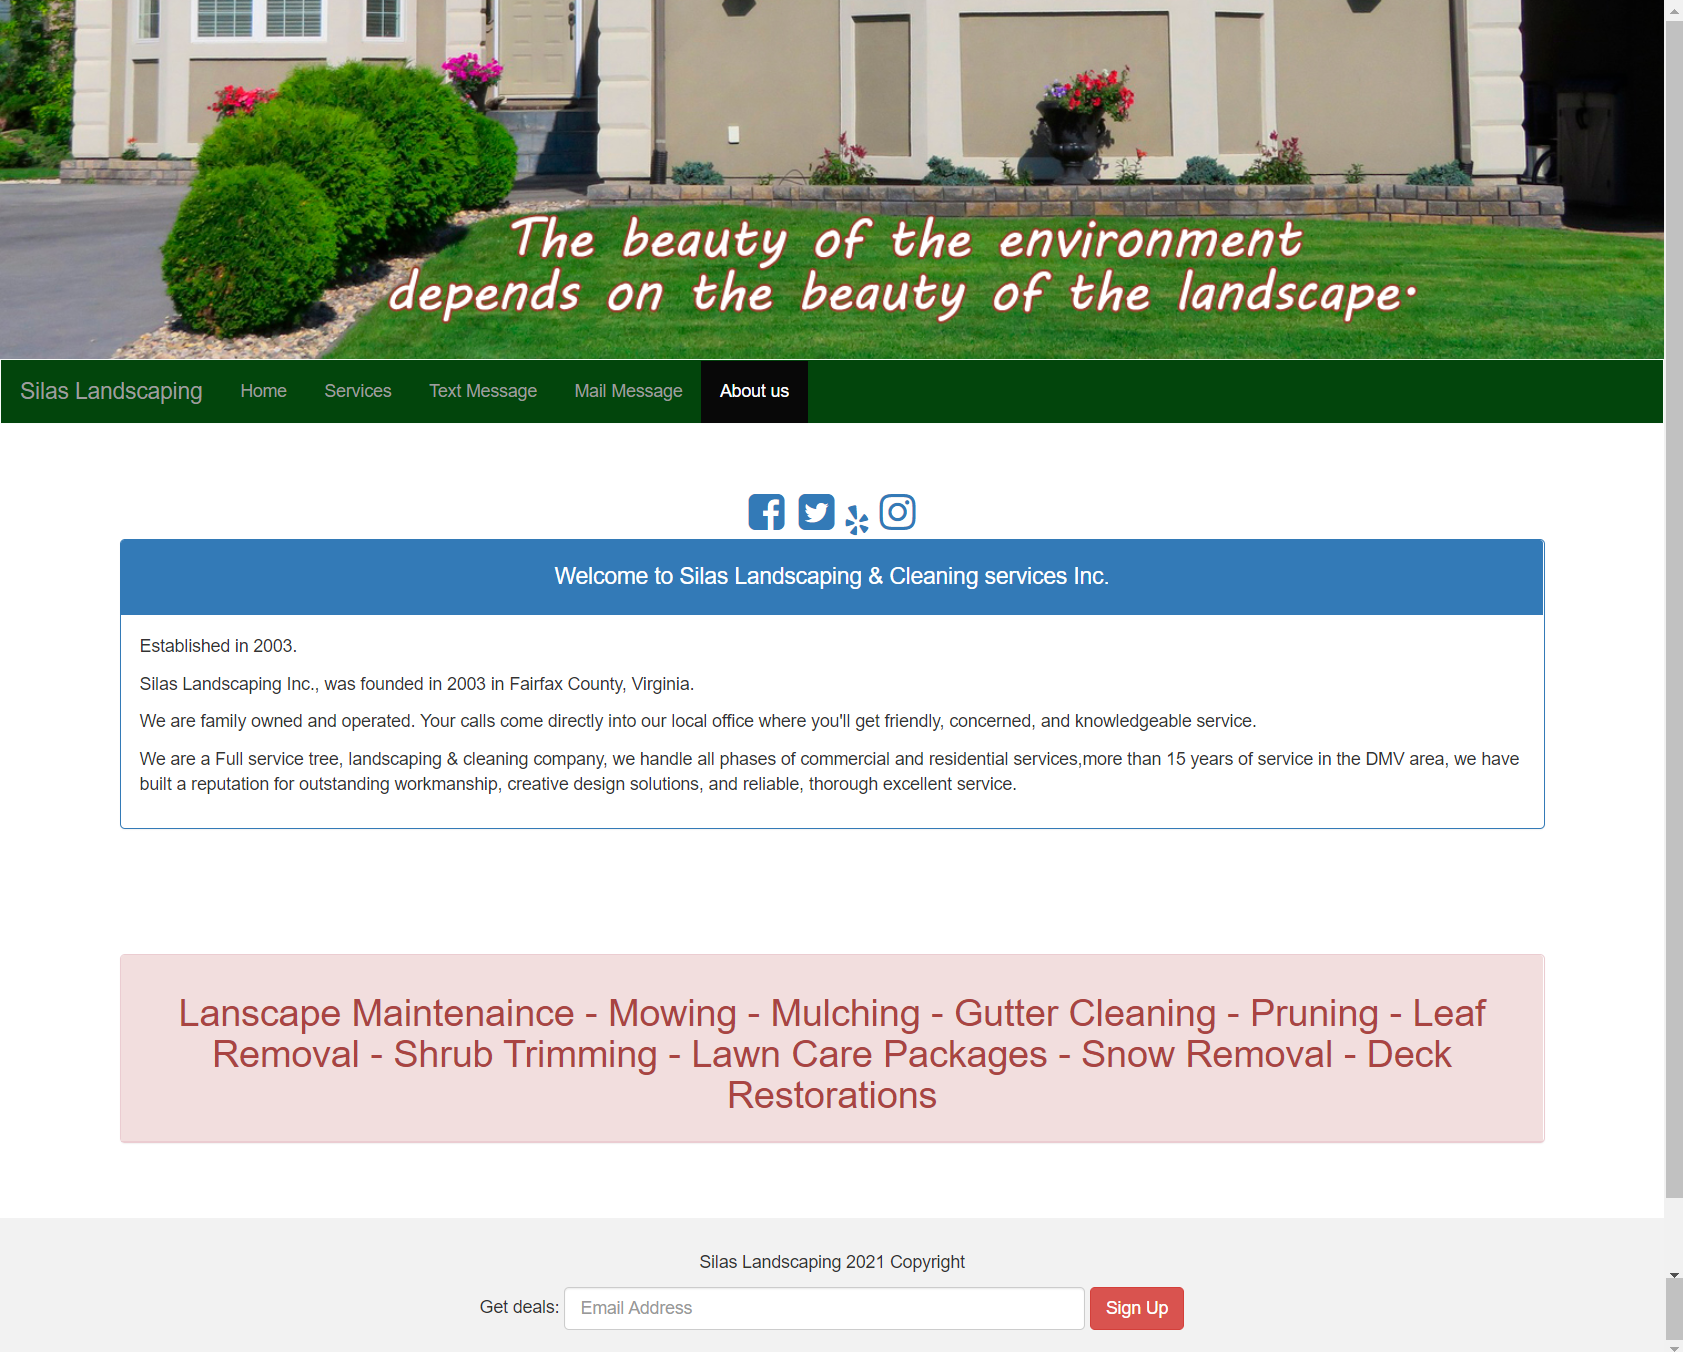 The beauty of the environment
depends on the beauty of the landscape.
Silas Landscaping Home Services Text Message Mail Message About us
Welcome to Silas Landscaping & Cleaning services Inc.
Established in 2003.
Silas Landscaping Inc., was founded in 2003 in Fairfax County, Virginia.
We are family owned and operated. Your calls come directly into our local office where you'll get friendly, concerned, and knowledgeable service.
We are a Full service tree, landscaping & cleaning company, we handle all phases of commercial and residential services,more than 15 years of service in the DMV area, we have
built a reputation for outstanding workmanship, creative design solutions, and reliable, thorough excellent service.
Lanscape Maintenaince - Mowing - Mulching - Gutter Cleaning - Pruning - Leaf
Removal - Shrub Trimming - Lawn Care Packages - Snow Removal - Deck
Restorations
Silas Landscaping 2021 Copyright
Get deals: Email Address Sign Up